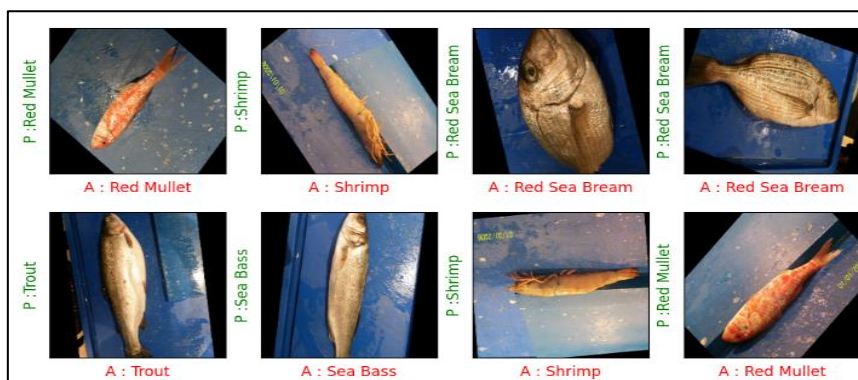 P :Red Mullet
A : Red Mullet
P :Shrimp
A : Shrimp
P :Red Sea Bream
A : Red Sea Bream
P :Red Sea Bream
A : Red Sea Bream
P :Trout
A : Trout
P :Sea Bass
A : Sea Bass
P :Shrimp
A : Shrimp
P :Red Mullet
A : Red Mullet